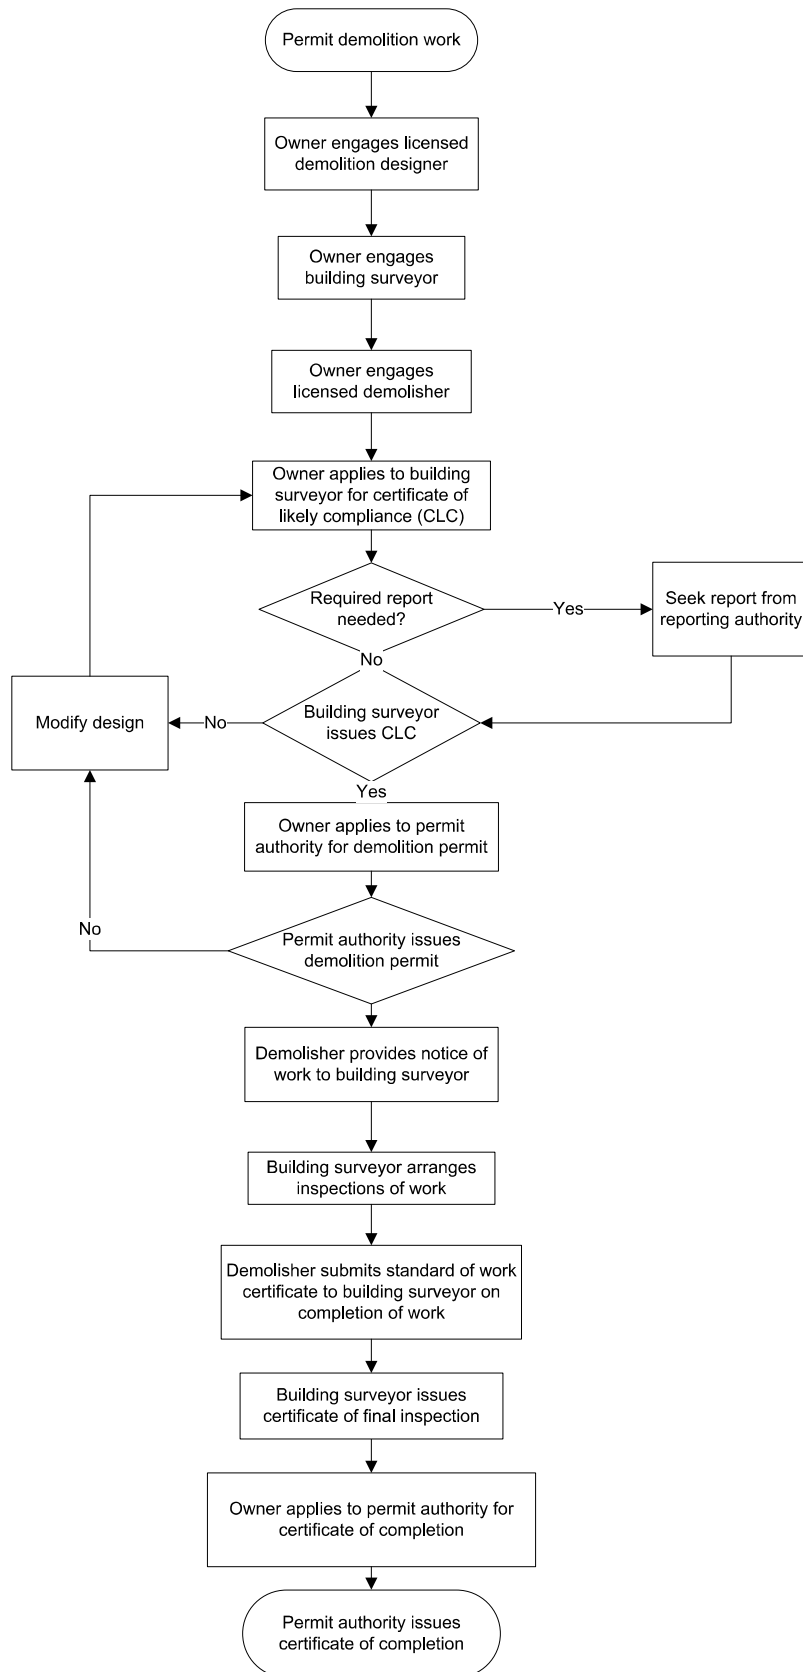 Permit demolition work
Owner engages licensed
demolition designer
Owner engages
building surveyor
Owner engages
licensed demolisher
Owner applies to building
surveyor for certificate of
likely compliance (CLC)
Required report
needed?
Yes
Seek report from
reporting authority
No
Building surveyor
issues CLC
No
Modify design
Yes
Owner applies to permit
authority for demolition permit
No
Permit authority issues
demolition permit
Demolisher provides notice of
work to building surveyor
Building surveyor arranges
inspections of work
Demolisher submits standard of work
certificate to building surveyor on
completion of work
Building surveyor issues
certificate of final inspection
Owner applies to permit authority for
certificate of completion
Permit authority issues
certificate of completion